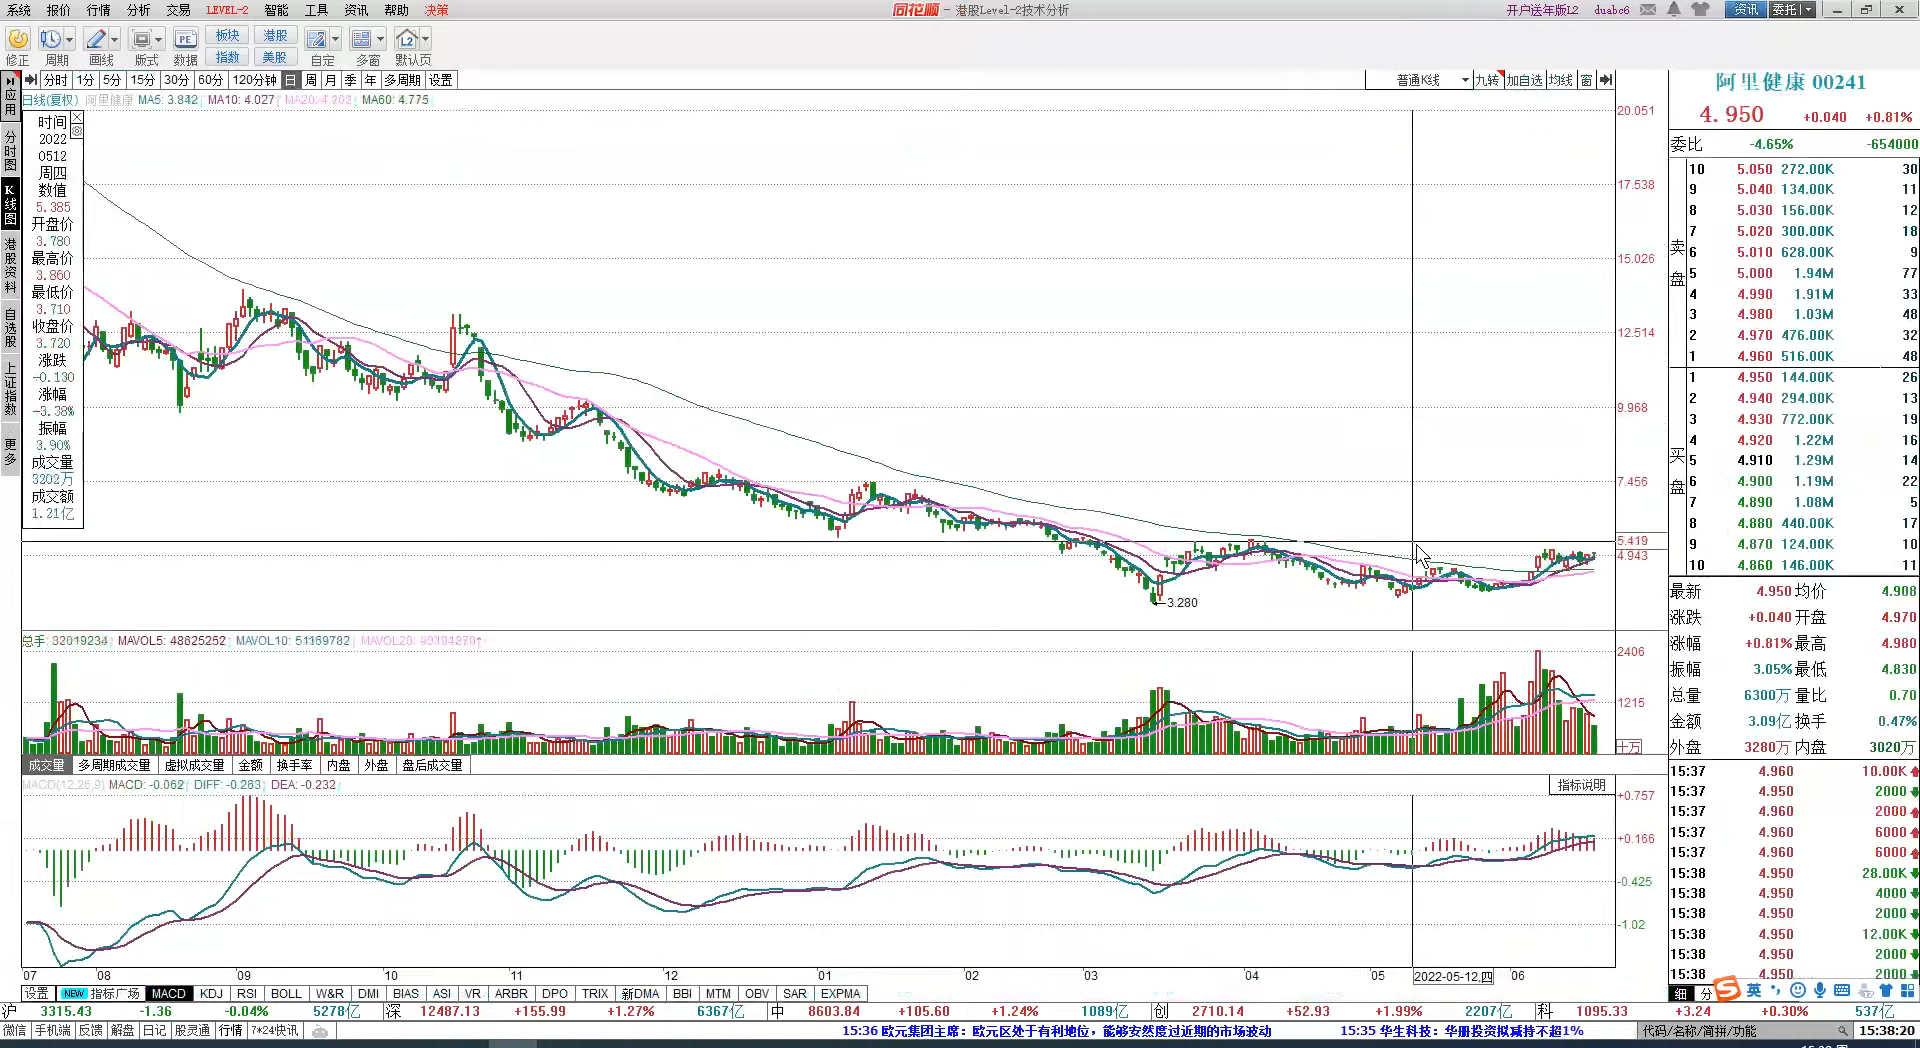 系统 报价 行情 分析 交易 LEVEL-2 智能 工具 资讯 帮助 决策
同花顺 - 港股Level-2技术分析
开户送年版L2 duabc6 资讯 委托
修正 周期 画线 版式 数据 板块 港股 指数 美股 自定 多窗 默认页
分时 1分 5分 15分 30分 60分 120分钟 日 周 月 季 年 多周期 设置
普通K线 九转 加自选 均线 窗
应用
分时图
K线图
港股资料
自选股
上证指数
更多
日线(复权) 阿里健康 MA5: 3.842 MA10: 4.027 MA60: 4.775
时间
2022
0512
周四
数值
5.385
开盘价
3.780
最高价
3.860
最低价
3.710
收盘价
3.720
涨跌
-0.130
涨幅
-3.38%
振幅
3.90%
成交量
3202万
成交额
1.21亿
20.051
17.538
15.026
12.514
9.968
7.456
5.419
4.943
3.280
总手: 32019234 MAVOL5: 48625252 MAVOL10: 51169782
2406
1215
十万
成交量 多周期成交量 虚拟成交量 金额 换手率 内盘 外盘 盘后成交量
MACD(12,26,9) MACD: -0.062 DIFF: -0.263 DEA: -0.232
指标说明
+0.757
+0.166
-0.425
-1.02
07 08 09 10 11 12 01 02 03 04 05 2022-05-12,四 06
设置 NEW 指标广场 MACD KDJ RSI BOLL W&R DMI BIAS ASI VR ARBR DPO TRIX 新DMA BBI MTM OBV SAR EXPMA
阿里健康 00241
4.950 +0.040 +0.81%
委比 -4.65% -654000
卖盘
10 5.050 272.00K 30
9 5.040 134.00K 11
8 5.030 156.00K 12
7 5.020 300.00K 18
6 5.010 628.00K 9
5 5.000 1.94M 77
4 4.990 1.91M 33
3 4.980 1.03M 48
2 4.970 476.00K 32
1 4.960 516.00K 48
买盘
1 4.950 144.00K 26
2 4.940 294.00K 13
3 4.930 772.00K 19
4 4.920 1.22M 16
5 4.910 1.29M 14
6 4.900 1.19M 22
7 4.890 1.08M 5
8 4.880 440.00K 17
9 4.870 124.00K 10
10 4.860 146.00K 11
最新 4.950 均价 4.908
涨跌 +0.040 开盘 4.970
涨幅 +0.81% 最高 4.980
振幅 3.05% 最低 4.830
总量 6300万 量比 0.70
金额 3.09亿 换手 0.47%
外盘 3280万 内盘 3020万
15:37 4.960 10.00K
15:37 4.950 2000
15:37 4.960 2000
15:37 4.960 6000
15:37 4.960 6000
15:38 4.950 28.00K
15:38 4.950 4000
15:38 4.950 2000
15:38 4.950 12.00K
15:38 4.950 2000
15:38 4.950 2000
细 分 英
沪 3315.43 -1.36 -0.04% 5278亿 深 12487.13 +155.99 +1.27% 6367亿 中 8603.84 +105.60 +1.24% 1089亿 创 2710.14 +52.93 +1.99% 2207亿 科 1095.33 +3.24 +0.30% 537亿
微信 手机端 反馈 解盘 日记 股灵通 行情 7*24快讯
15:36 欧元集团主席：欧元区处于有利地位，能够安然度过近期的市场波动
15:35 华生科技：华册投资拟减持不超1%
代码/名称/简拼/功能
15:38:20